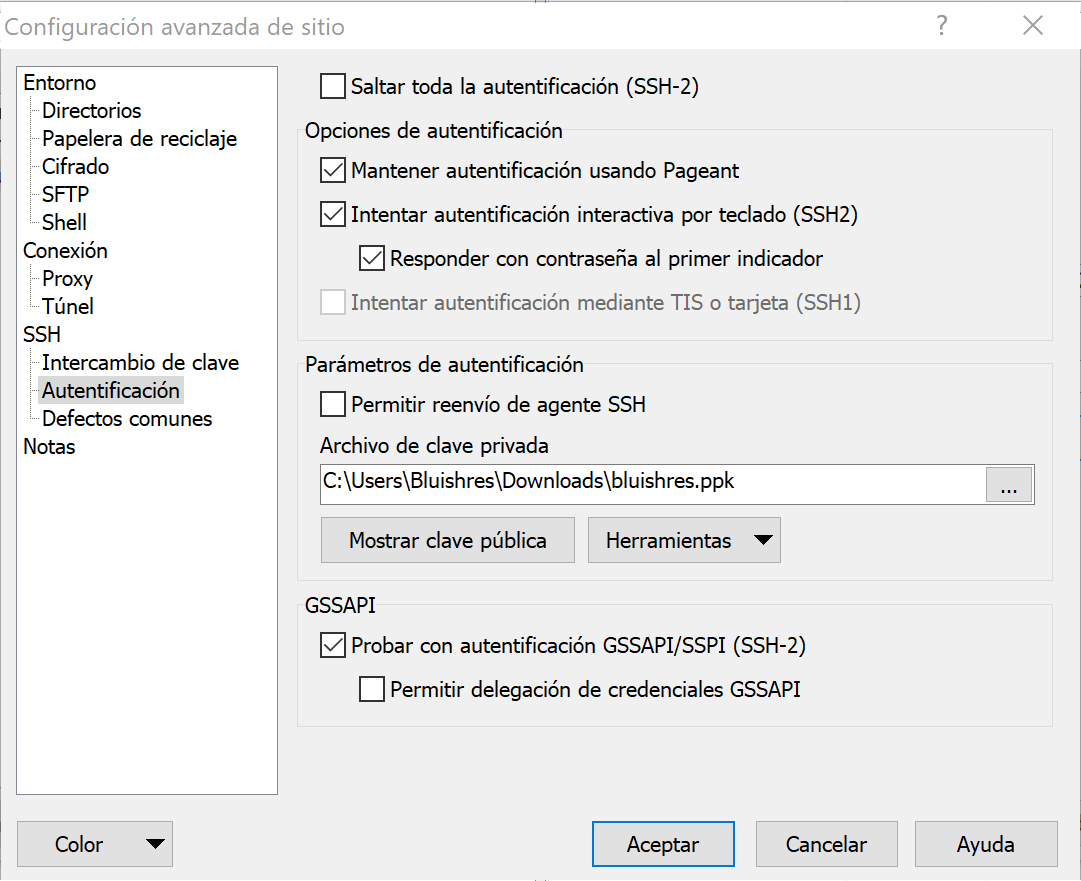 Configuración avanzada de sitio
?
Entorno
Directorios
Papelera de reciclaje
Cifrado
SFTP
Shell
Conexión
Proxy
Túnel
SSH
Intercambio de clave
Autentificación
Defectos comunes
Notas
Saltar toda la autentificación (SSH-2)
Opciones de autentificación
Mantener autentificación usando Pageant
Intentar autentificación interactiva por teclado (SSH2)
Responder con contraseña al primer indicador
Intentar autentificación mediante TIS o tarjeta (SSH1)
Parámetros de autentificación
Permitir reenvío de agente SSH
Archivo de clave privada
C:\Users\Bluishres\Downloads\bluishres.ppk
...
Mostrar clave pública
Herramientas
GSSAPI
Probar con autentificación GSSAPI/SSPI (SSH-2)
Permitir delegación de credenciales GSSAPI
Color
Aceptar
Cancelar
Ayuda